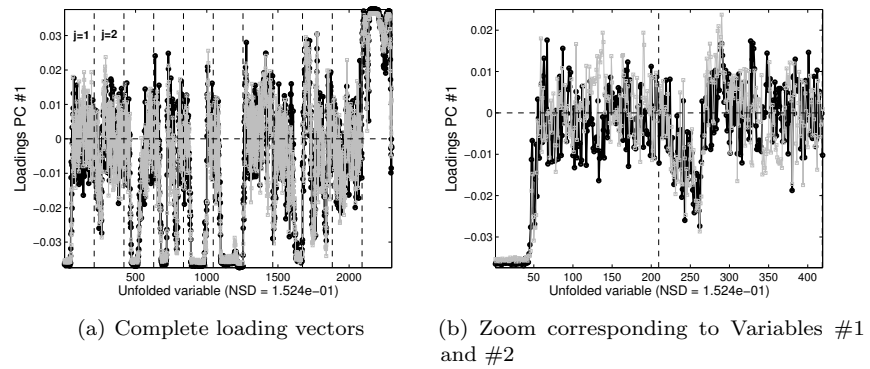 0.03
0.02
0.01
0
−0.01
−0.02
−0.03
Loadings PC #1
j=1
j=2
500
1000
1500
2000
Unfolded variable (NSD = 1.524e−01)
(a) Complete loading vectors
0.02
0.01
0
−0.01
−0.02
−0.03
Loadings PC #1
50
100
150
200
250
300
350
400
Unfolded variable (NSD = 1.524e−01)
(b) Zoom corresponding to Variables #1
and #2